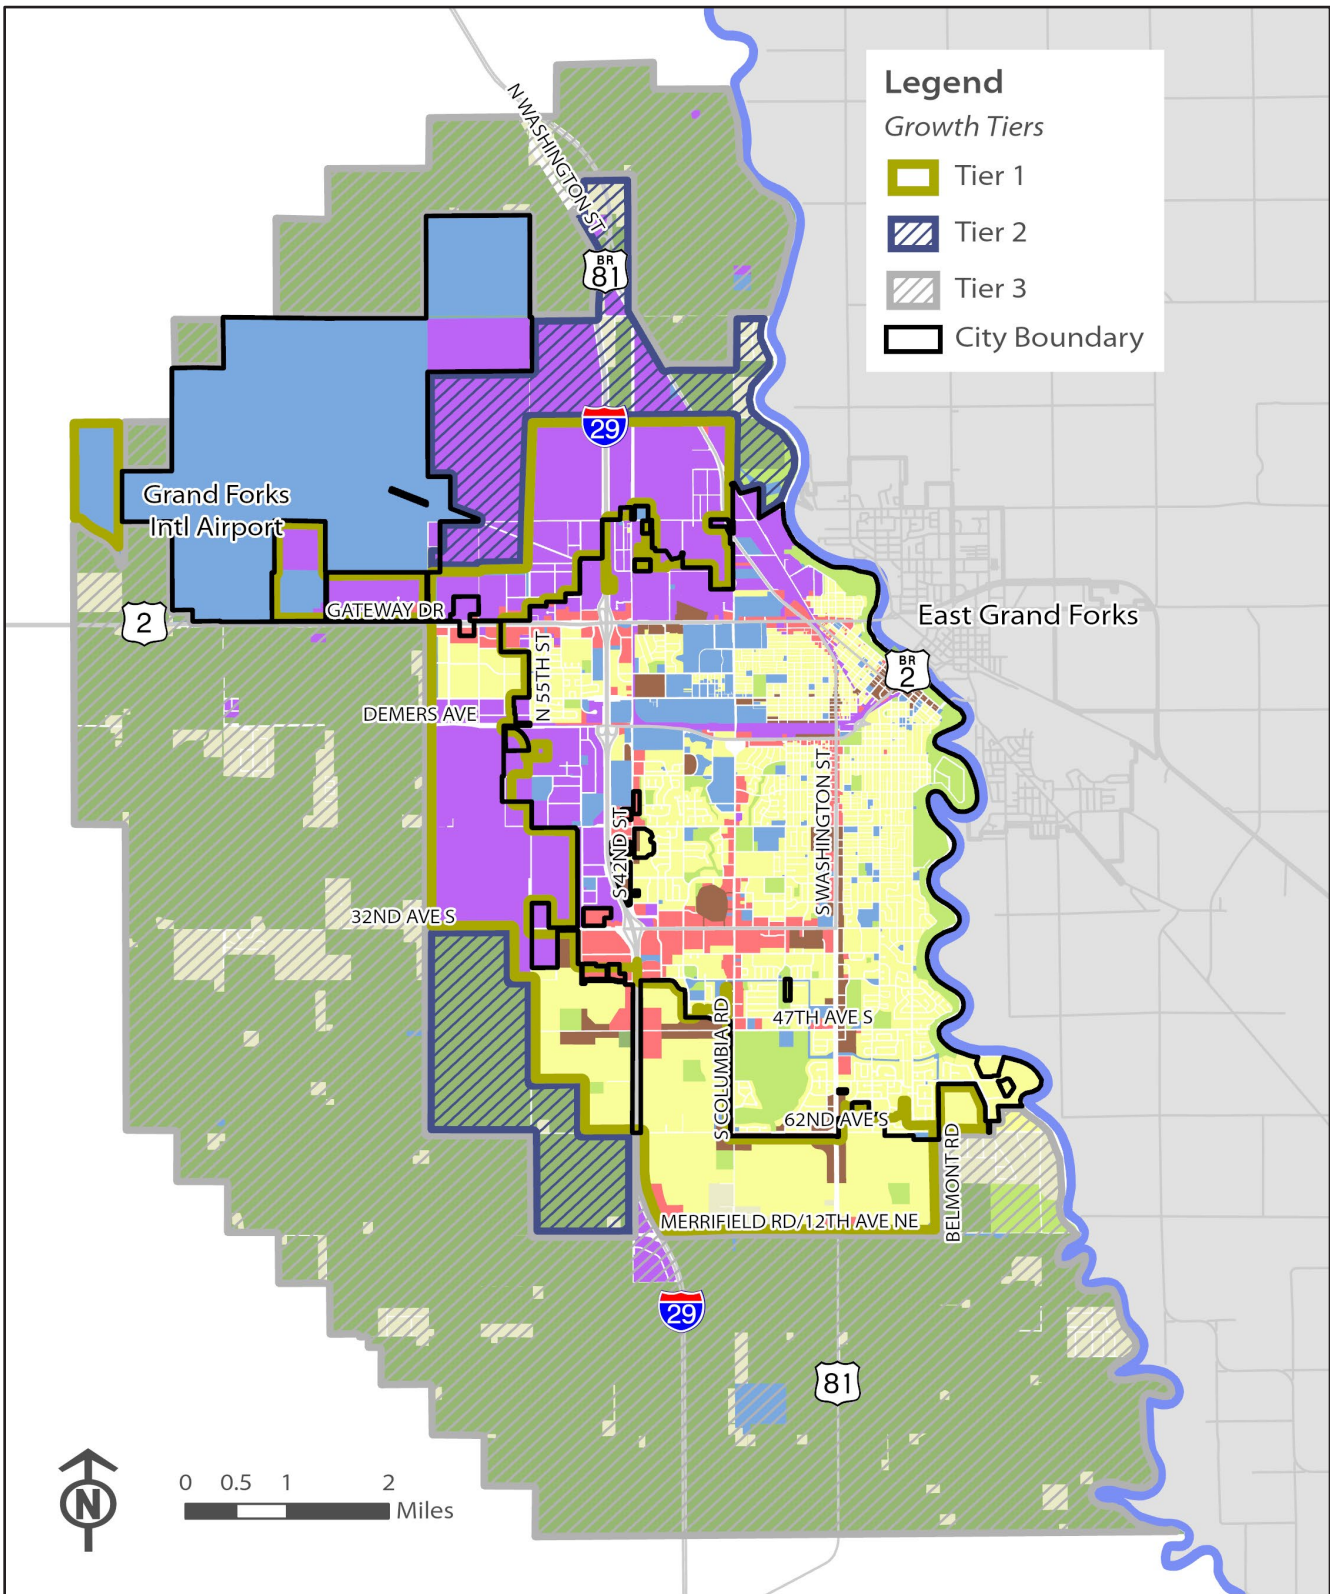 Legend
Growth Tiers
Tier 1
Tier 2
Tier 3
City Boundary
N WASHINGTON ST
BR
81
29
Grand Forks
Intl Airport
2
GATEWAY DR
East Grand Forks
BR
2
N 55TH ST
DEMERS AVE
S 42ND ST
S WASHINGTON ST
32ND AVE S
47TH AVE S
S COLUMBIA RD
62ND AVE S
BELMONT RD
MERRIFIELD RD/12TH AVE NE
29
81
N
0 0.5 1 2
Miles